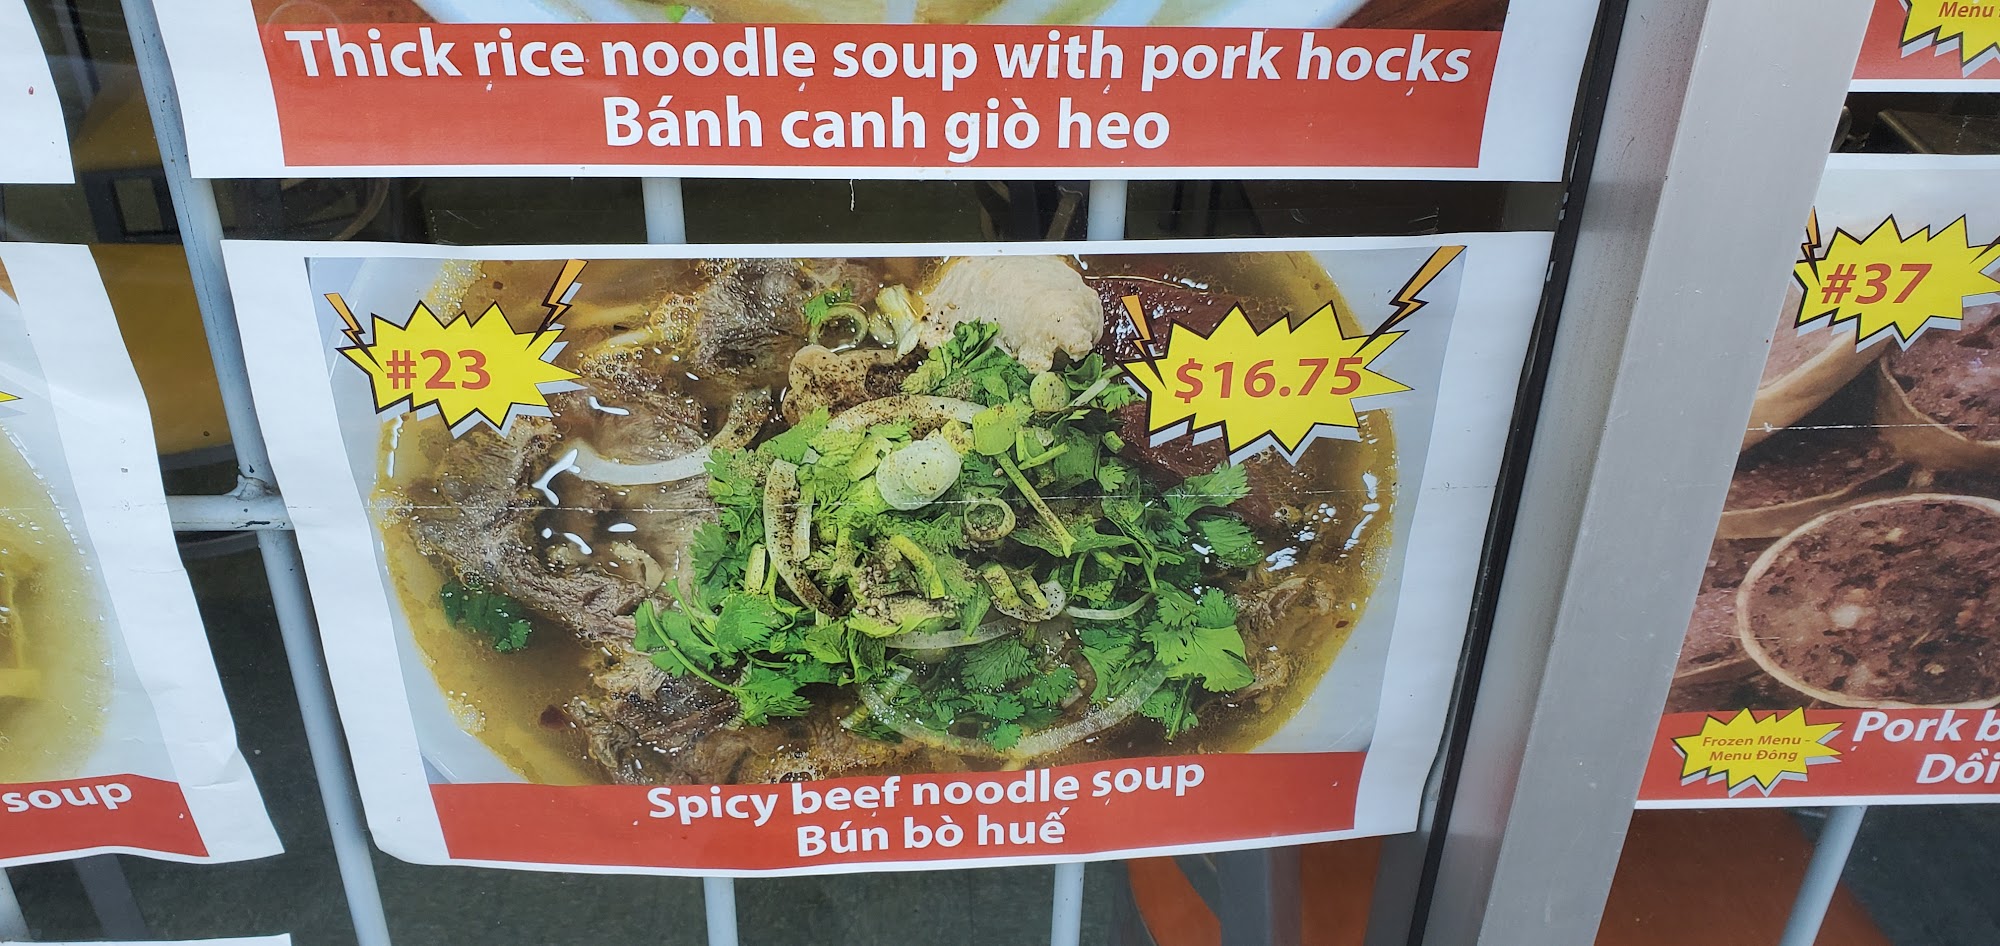 Thick rice noodle soup with pork hocks
Bánh canh giò heo
#23
$16.75
Spicy beef noodle soup
Bún bò huế
soup
Menu
#37
Frozen Menu -
Menu Đông
Pork